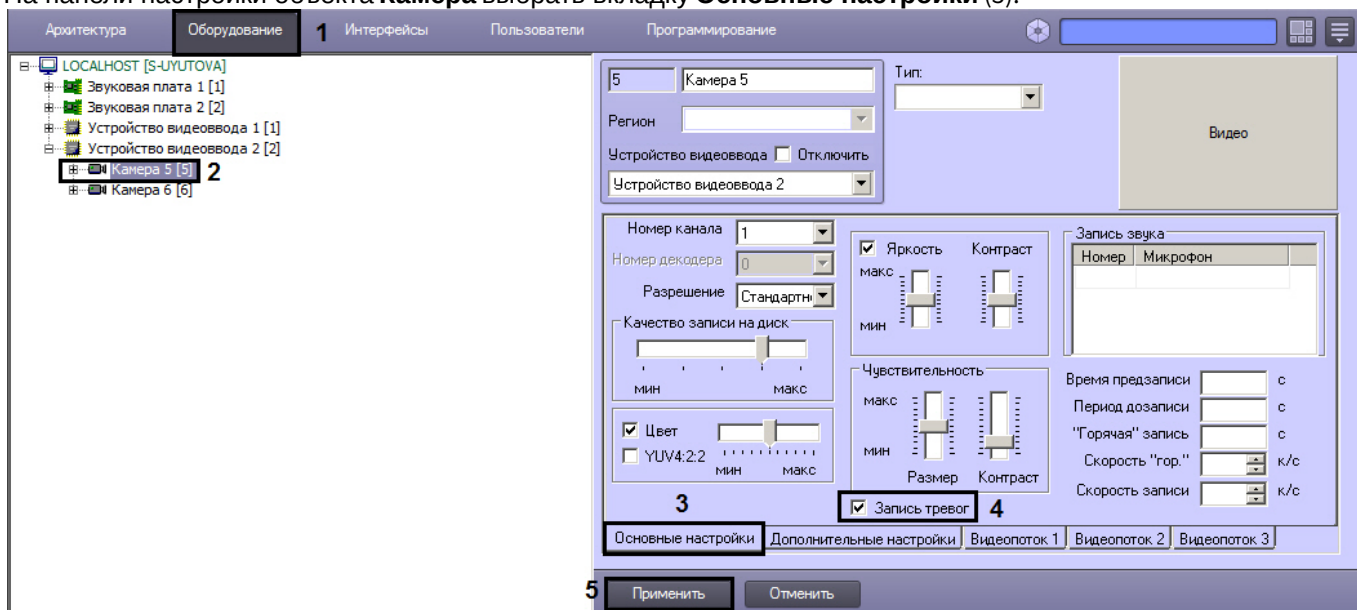 На панели настройки объекта Камера выбрать вкладку Основные настройки (3).
Архитектура Оборудование 1 Интерфейсы Пользователи Программирование
LOCALHOST [S-UYUTOVA]
Звуковая плата 1 [1]
Звуковая плата 2 [2]
Устройство видеоввода 1 [1]
Устройство видеоввода 2 [2]
Камера 5 [5] 2
Камера 6 [6]
5 Камера 5
Тип:
Регион
Устройство видеоввода Отключить
Устройство видеоввода 2
Видео
Номер канала 1
Номер декодера 0
Разрешение Стандартн
Качество записи на диск
мин макс
Цвет
YUV4:2:2
мин макс
3
Яркость Контраст
макс
мин
Чувствительность
макс
мин
Размер Контраст
Запись тревог 4
Запись звука
Номер Микрофон
Время предзаписи с
Период дозаписи с
"Горячая" запись с
Скорость "гор." к/с
Скорость записи к/с
Основные настройки Дополнительные настройки Видеопоток 1 Видеопоток 2 Видеопоток 3
5 Применить Отменить